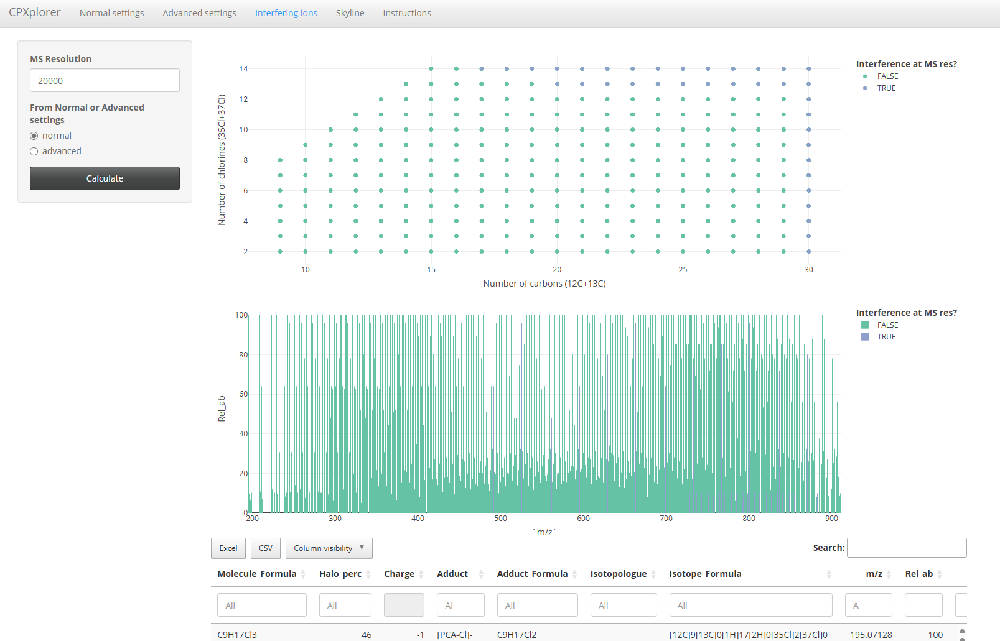 CPXplorer Normal settings Advanced settings Interfering ions Skyline Instructions
MS Resolution
20000
From Normal or Advanced
settings
normal
advanced
Calculate
Number of chlorines (35Cl+37Cl)
14
12
10
8
6
4
2
10 15 20 25 30
Number of carbons (12C+13C)
Interference at MS res?
FALSE
TRUE
Rel_ab
100
80
60
40
20
0
200 300 400 500 600 700 800 900
`m/z`
Interference at MS res?
FALSE
TRUE
Excel CSV Column visibility Search:
Molecule_Formula Halo_perc Charge Adduct Adduct_Formula Isotopologue Isotope_Formula m/z Rel_ab
All All Al All All All A
C9H17Cl3 46 -1 [PCA-Cl]- C9H17Cl2 [12C]9[13C]0[1H]17[2H]0[35Cl]2[37Cl]0 195.07128 100